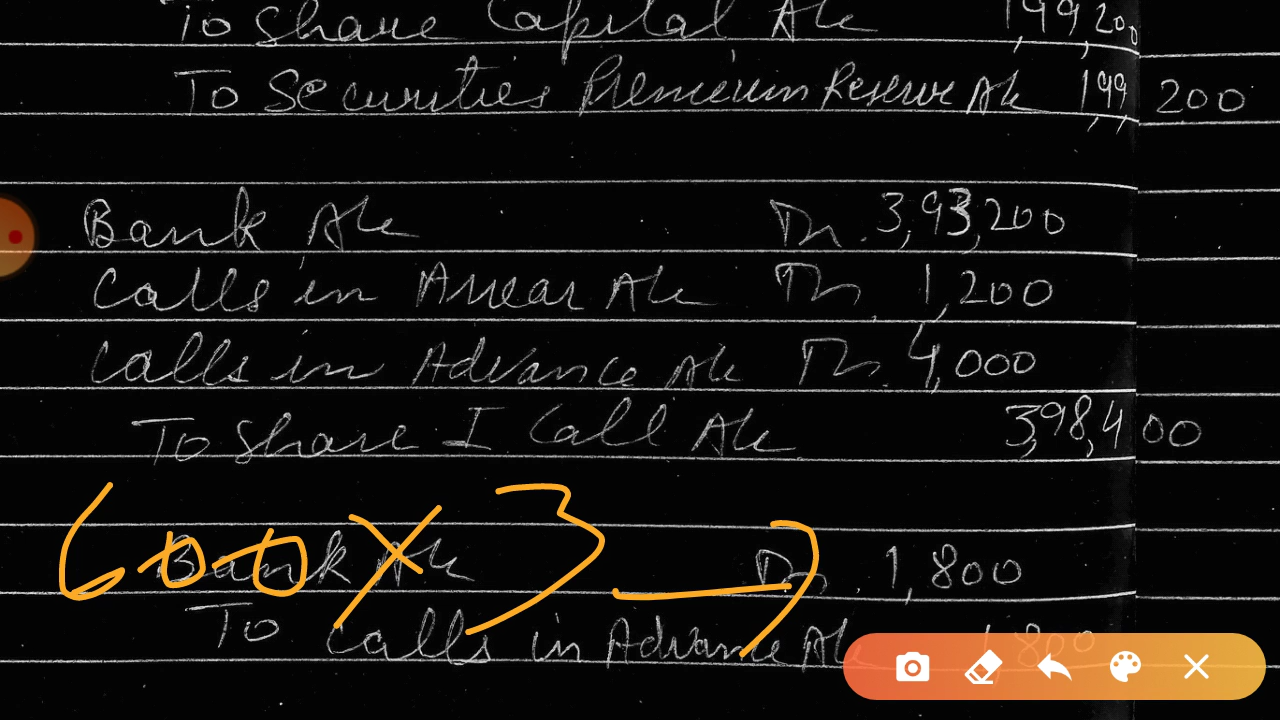 To Share Capital A/c 1,99,200
To Securities Premium Reserve A/c 1,99,200
Bank A/c Dr. 3,93,200
Calls in Arrear A/c Dr. 1,200
Calls in Advance A/c Dr. 4,000
To Share I Call A/c 3,98,400
600 × 3
Bank A/c Dr. 1,800
To Calls in Advance A/c 1,800